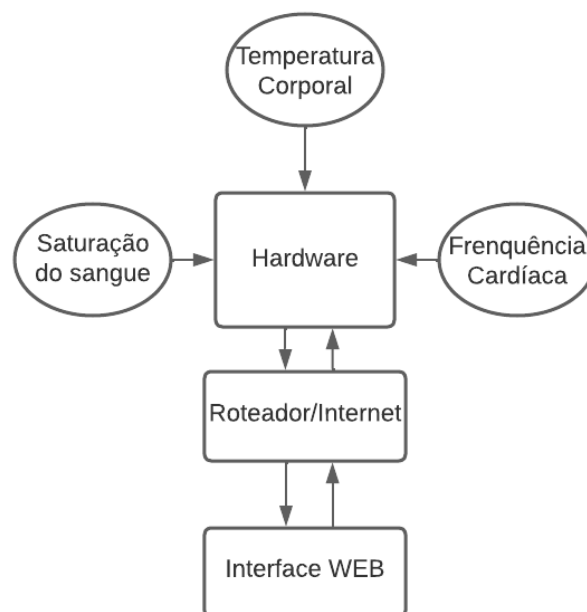 Temperatura
Corporal
Saturação
do sangue
Hardware
Frenquência
Cardíaca
Roteador/Internet
Interface WEB